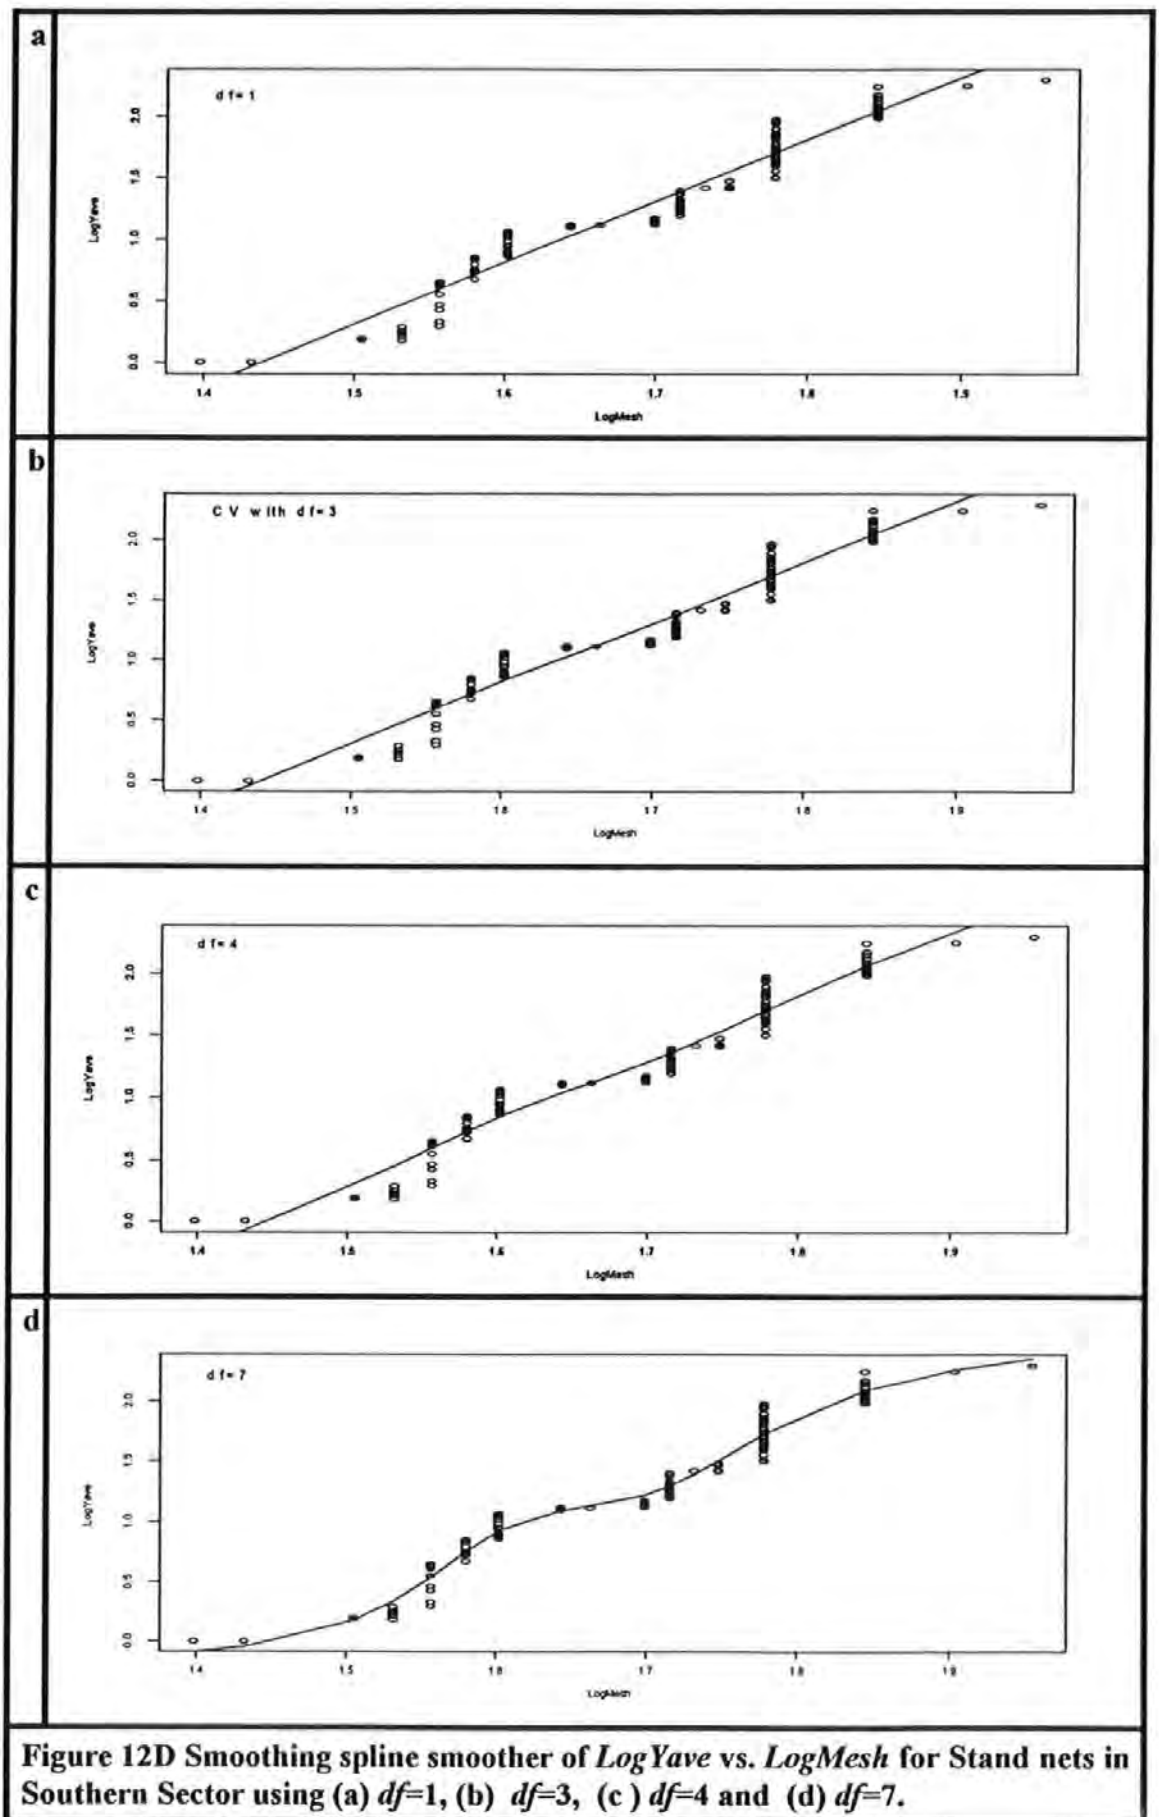 a
d f= 1
2.0
1.5
1.0
0.5
0.0
LogYave
1.4 1.5 1.6 1.7 1.8 1.9
LogMesh
b
C V with df= 3
2.0
1.5
1.0
0.5
0.0
LogYave
1.4 1.5 1.6 1.7 1.8 1.9
LogMesh
c
d f= 4
2.0
1.5
1.0
0.5
0.0
LogYave
1.4 1.5 1.6 1.7 1.8 1.9
LogMesh
d
d f= 7
2.0
1.5
1.0
0.5
0.0
LogYave
1.4 1.5 1.6 1.7 1.8 1.9
LogMesh
Figure 12D Smoothing spline smoother of LogYave vs. LogMesh for Stand nets in
Southern Sector using (a) df=1, (b) df=3, (c ) df=4 and (d) df=7.